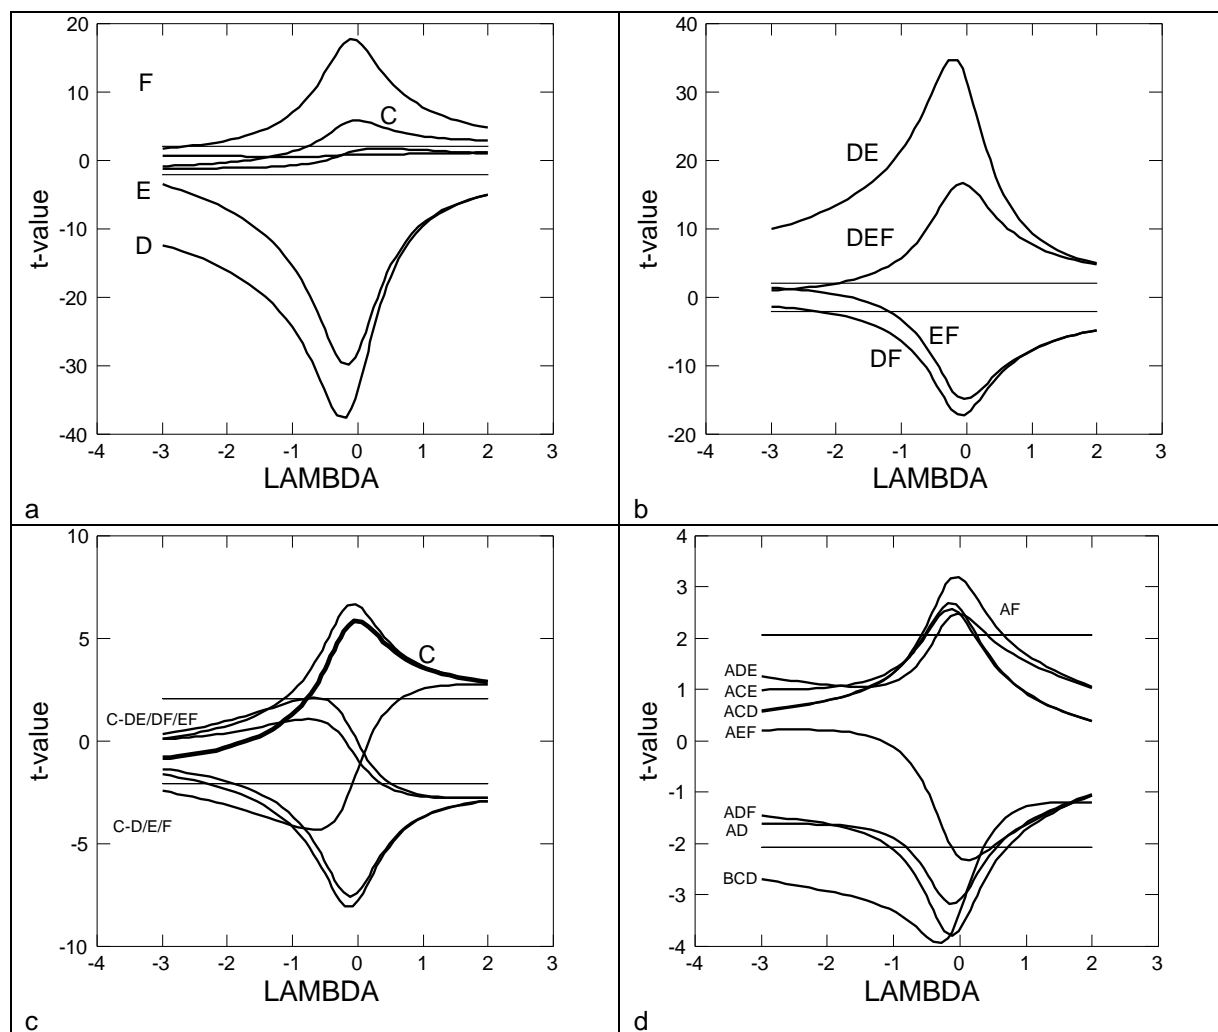 20
10
0
-10
-20
-30
-40
t-value
F
C
E
D
-4 -3 -2 -1 0 1 2 3
LAMBDA
a
40
30
20
10
0
-10
-20
t-value
DE
DEF
EF
DF
-4 -3 -2 -1 0 1 2 3
LAMBDA
b
10
5
0
-5
-10
t-value
C
C-DE/DF/EF
C-D/E/F
-4 -3 -2 -1 0 1 2 3
LAMBDA
c
4
3
2
1
0
-1
-2
-3
-4
t-value
AF
ADE
ACE
ACD
AEF
ADF
AD
BCD
-4 -3 -2 -1 0 1 2 3
LAMBDA
d